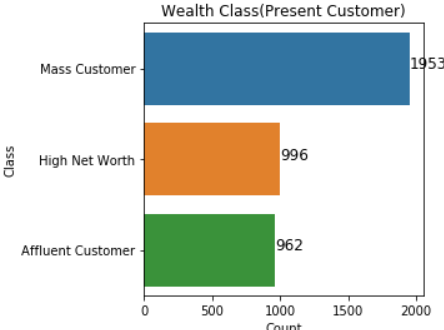 Wealth Class(Present Customer)
Mass Customer
1953
High Net Worth
996
Class
Affluent Customer
962
0 500 1000 1500 2000
Count